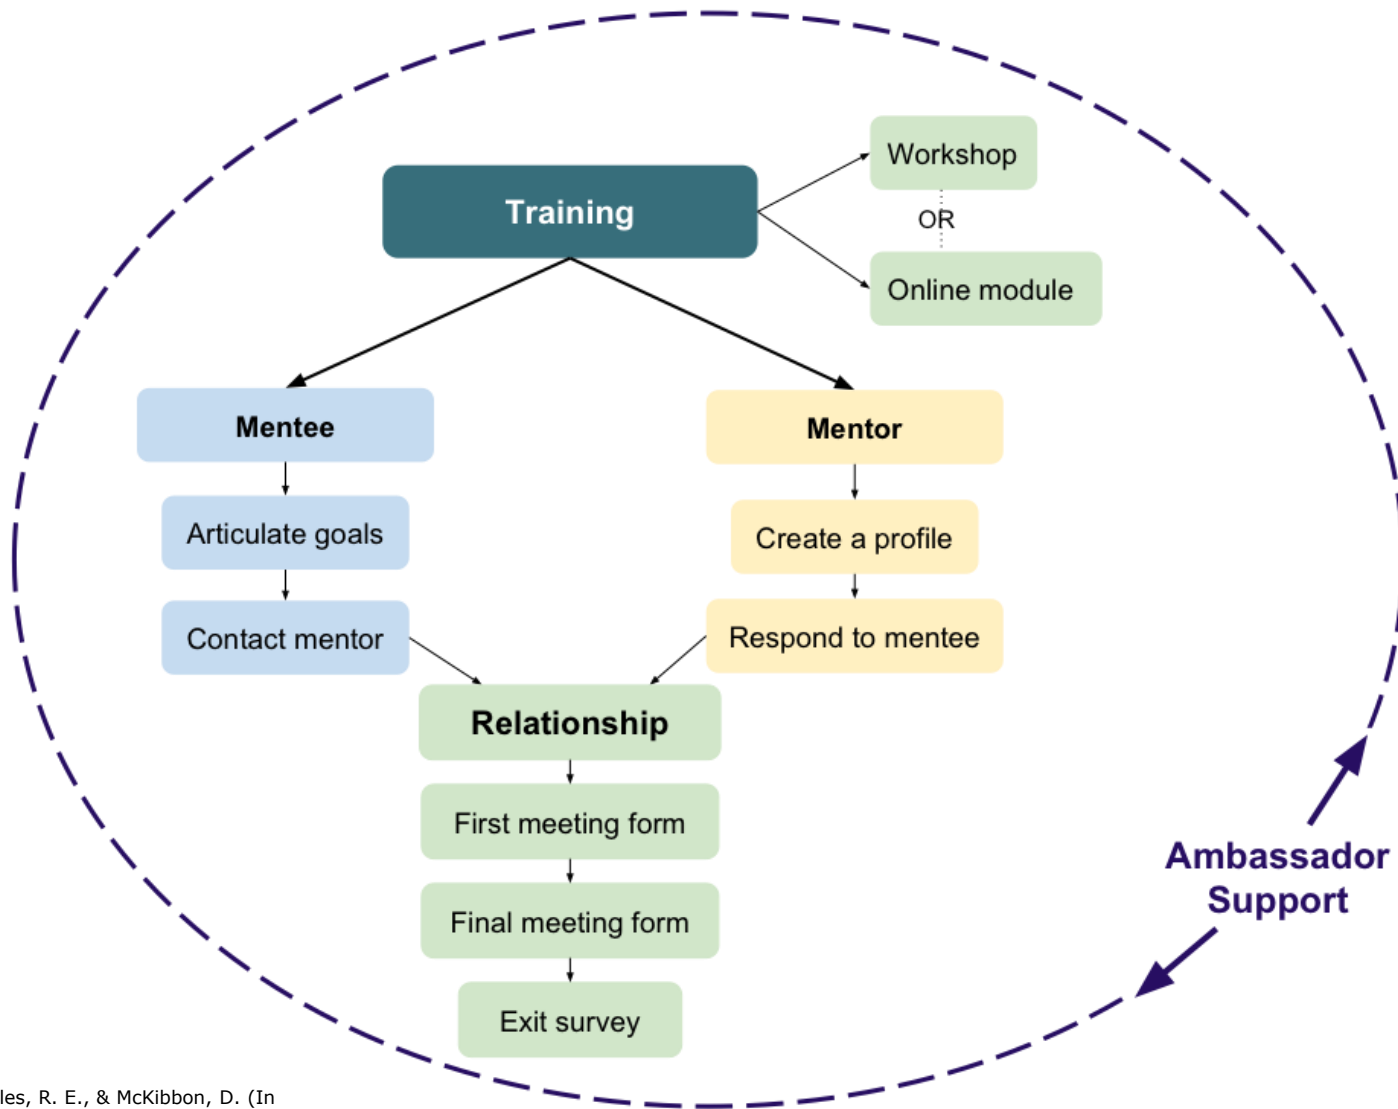 Workshop
Training
OR
Online module
Mentee
Mentor
Articulate goals
Create a profile
Contact mentor
Respond to mentee
Relationship
First meeting form
Ambassador
Support
Final meeting form
Exit survey
R. E., & McKibbon, D. (In